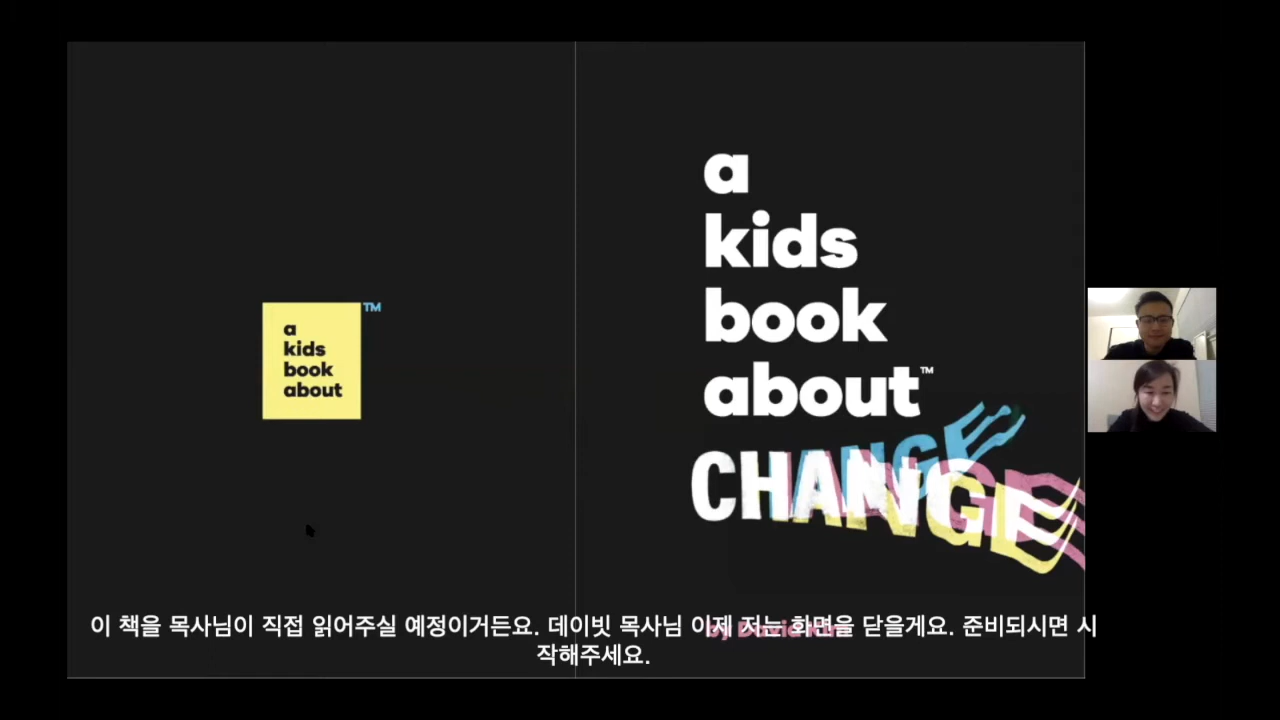 a
kids
book
about
TM
a
kids
book
about™
CHANGE
이 책을 목사님이 직접 읽어주실 예정이거든요. 데이빗 목사님 이제 저는 화면을 닫을게요. 준비되시면 시
작해주세요.